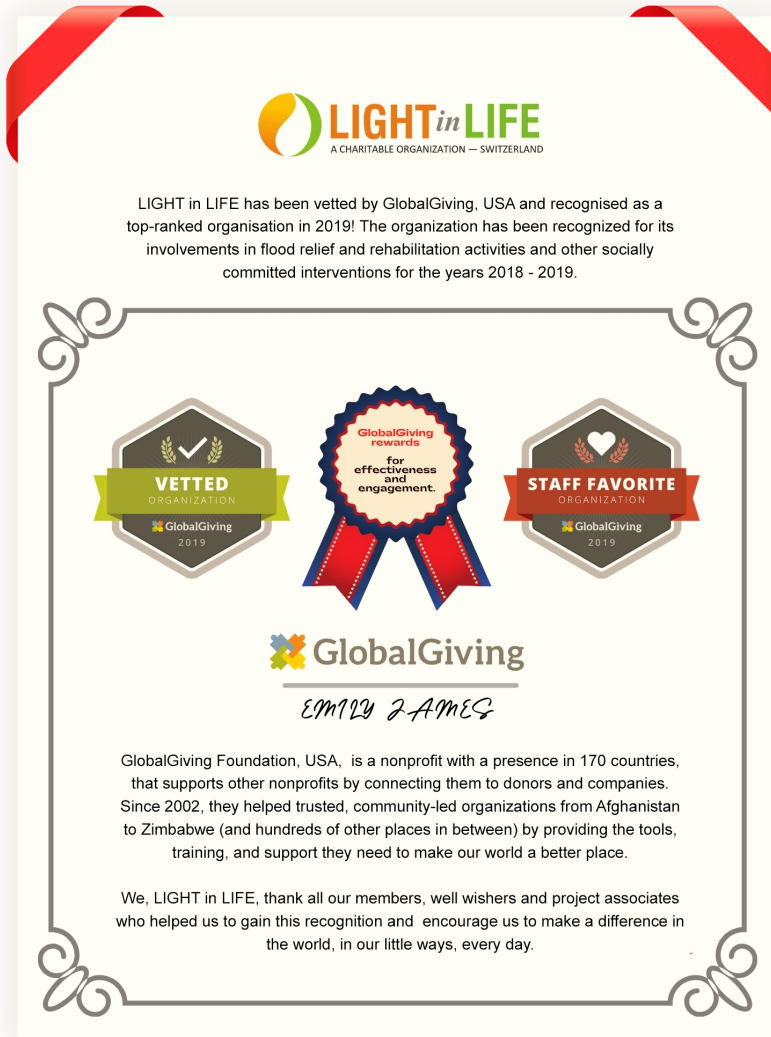 LIGHT in LIFE
A CHARITABLE ORGANIZATION — SWITZERLAND
LIGHT in LIFE has been vetted by GlobalGiving, USA and recognised as a
top-ranked organisation in 2019! The organization has been recognized for its
involvements in flood relief and rehabilitation activities and other socially
committed interventions for the years 2018 - 2019.
VETTED
ORGANIZATION
GlobalGiving
2019
GlobalGiving
rewards
for
effectiveness
and
engagement.
STAFF FAVORITE
ORGANIZATION
GlobalGiving
2019
GlobalGiving
EMILY JAMES
GlobalGiving Foundation, USA,  is a nonprofit with a presence in 170 countries,
that supports other nonprofits by connecting them to donors and companies.
Since 2002, they helped trusted, community-led organizations from Afghanistan
to Zimbabwe (and hundreds of other places in between) by providing the tools,
training, and support they need to make our world a better place.
We, LIGHT in LIFE, thank all our members, well wishers and project associates
who helped us to gain this recognition and  encourage us to make a difference in
the world, in our little ways, every day.